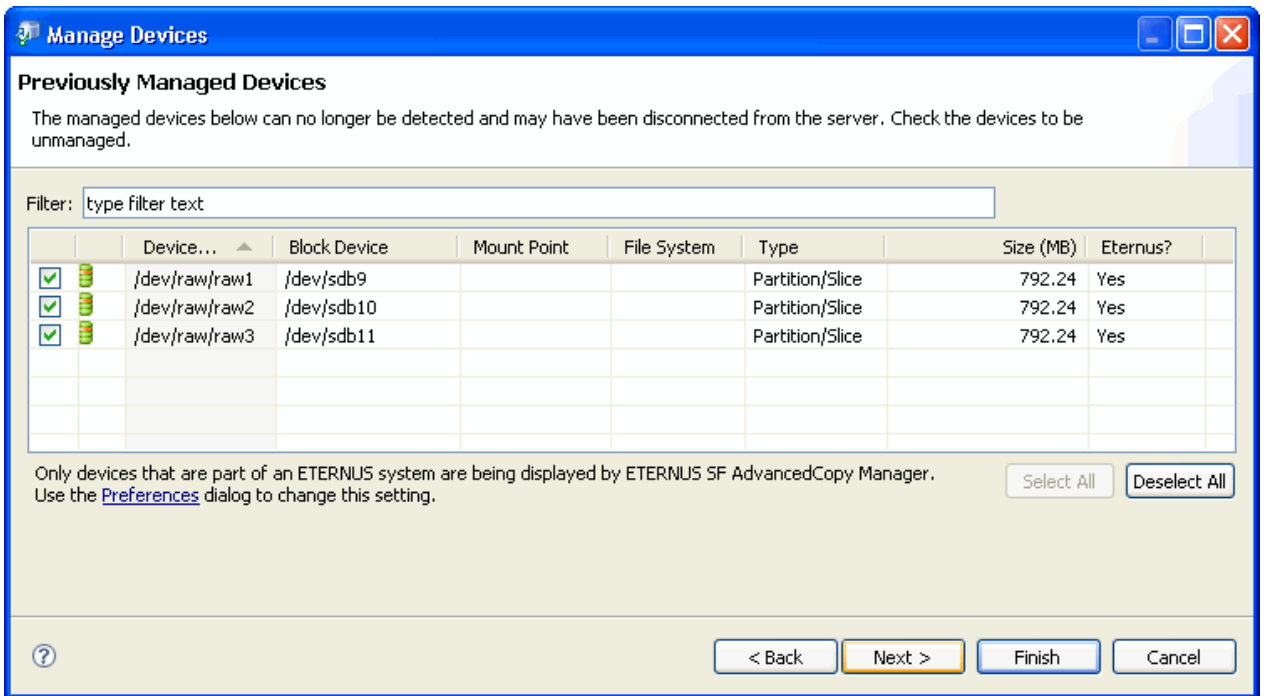 Manage Devices
Previously Managed Devices
The managed devices below can no longer be detected and may have been disconnected from the server. Check the devices to be
unmanaged.
Filter: type filter text
Device... Block Device Mount Point File System Type Size (MB) Eternus?
/dev/raw/raw1 /dev/sdb9 Partition/Slice 792.24 Yes
/dev/raw/raw2 /dev/sdb10 Partition/Slice 792.24 Yes
/dev/raw/raw3 /dev/sdb11 Partition/Slice 792.24 Yes
Only devices that are part of an ETERNUS system are being displayed by ETERNUS SF AdvancedCopy Manager.
Use the Preferences dialog to change this setting.
Select All Deselect All
? < Back Next > Finish Cancel